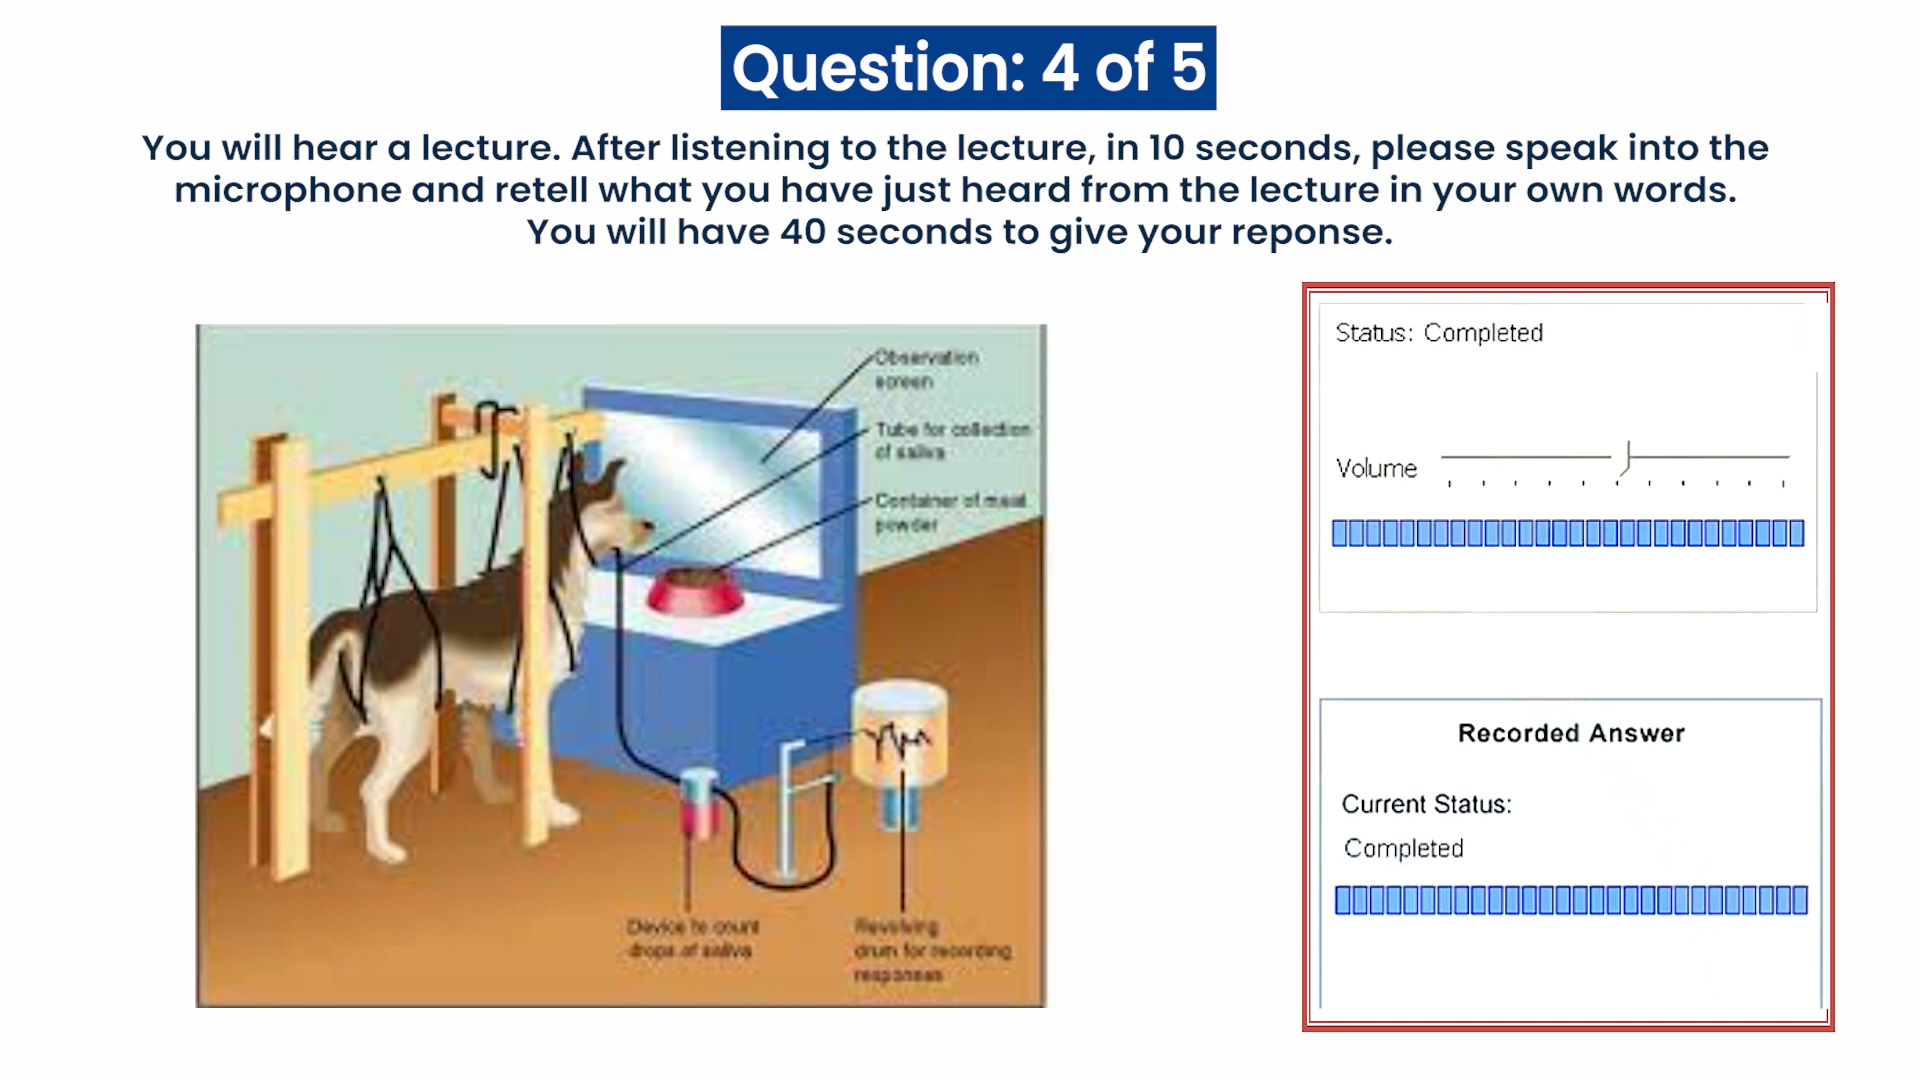 Question: 4 of 5
You will hear a lecture. After listening to the lecture, in 10 seconds, please speak into the
microphone and retell what you have just heard from the lecture in your own words.
You will have 40 seconds to give your reponse.
Observation
screen
Tube for collection
of saliva
Container of meat
powder
Device to count
drops of saliva
Revolving
drum for recording
responses
Status: Completed
Volume
Recorded Answer
Current Status:
Completed